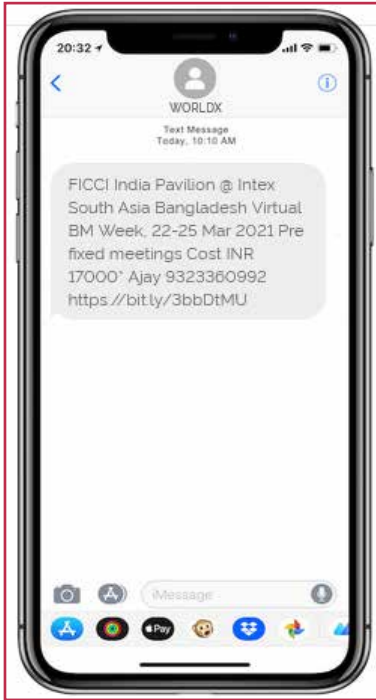 20:32
WORLDX
Text Message
Today, 10:10 AM
FICCI India Pavilion @ Intex
South Asia Bangladesh Virtual
BM Week, 22-25 Mar 2021 Pre
fixed meetings Cost INR
17000* Ajay 9323360992
https://bit.ly/3bbDtMU
iMessage
Pay